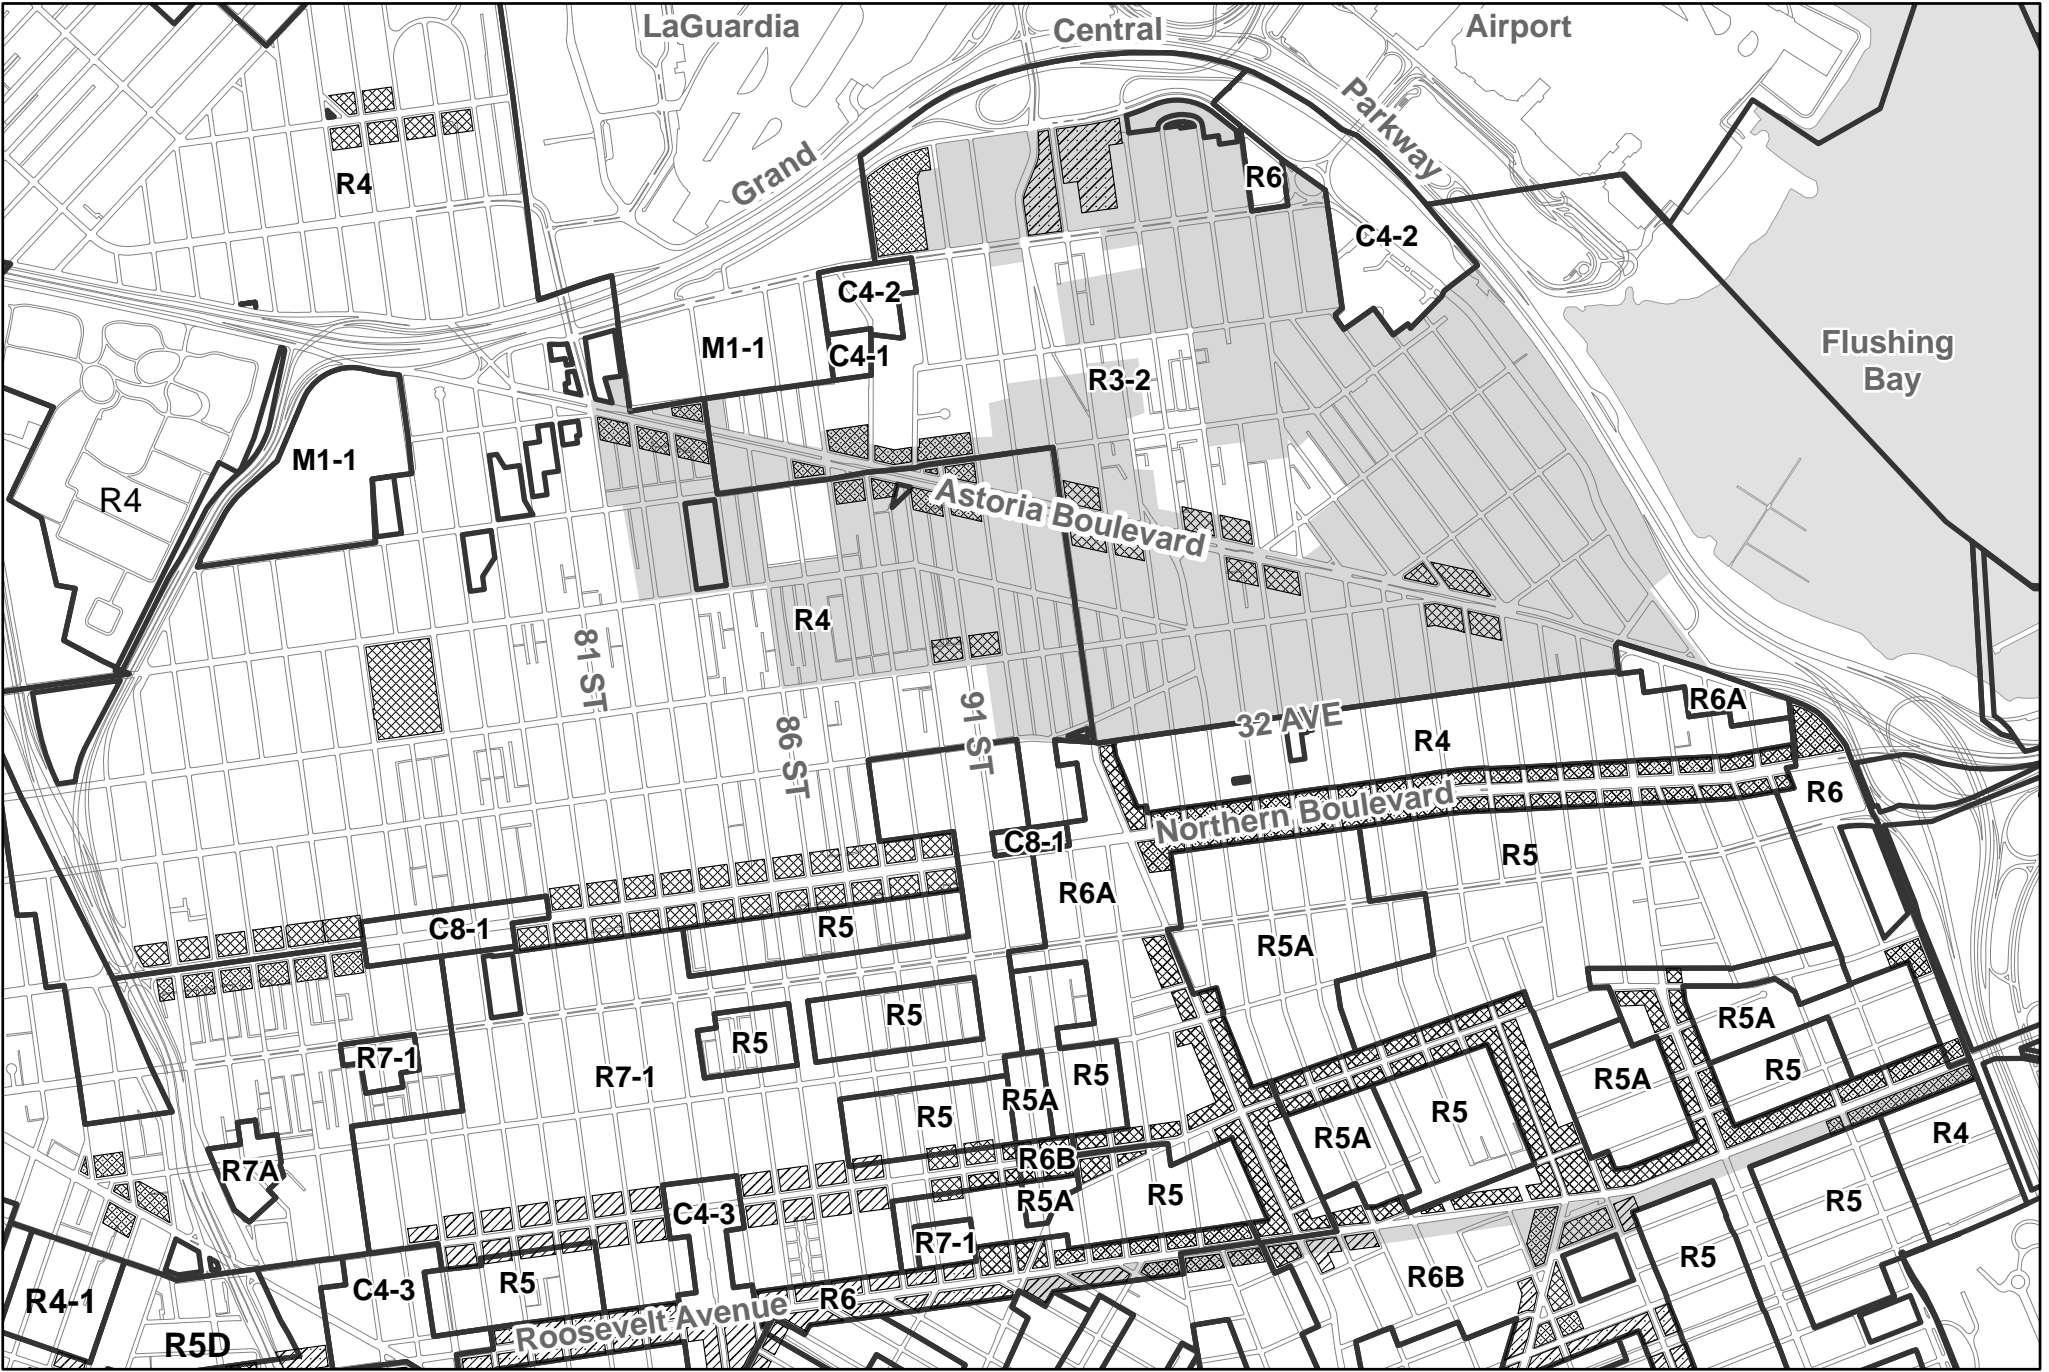 LaGuardia
Central
Airport
Parkway
Grand
R4
R6
C4-2
C4-2
M1-1
C4-1
R3-2
Flushing
Bay
M1-1
R4
Astoria Boulevard
R4
81 ST
91 ST
86 ST
32 AVE
R6A
R4
R6
Northern Boulevard
C8-1
R5
R6A
C8-1
R5
R5A
R5
R5
R7-1
R7-1
R5A
R5
R5A
R5
R5A
R5
R5
R5A
R5
R4
R7A
R6B
R5
R5A
R5
C4-3
R7-1
R5
R6B
C4-3
R5
R6
R4-1
Roosevelt Avenue
R5D